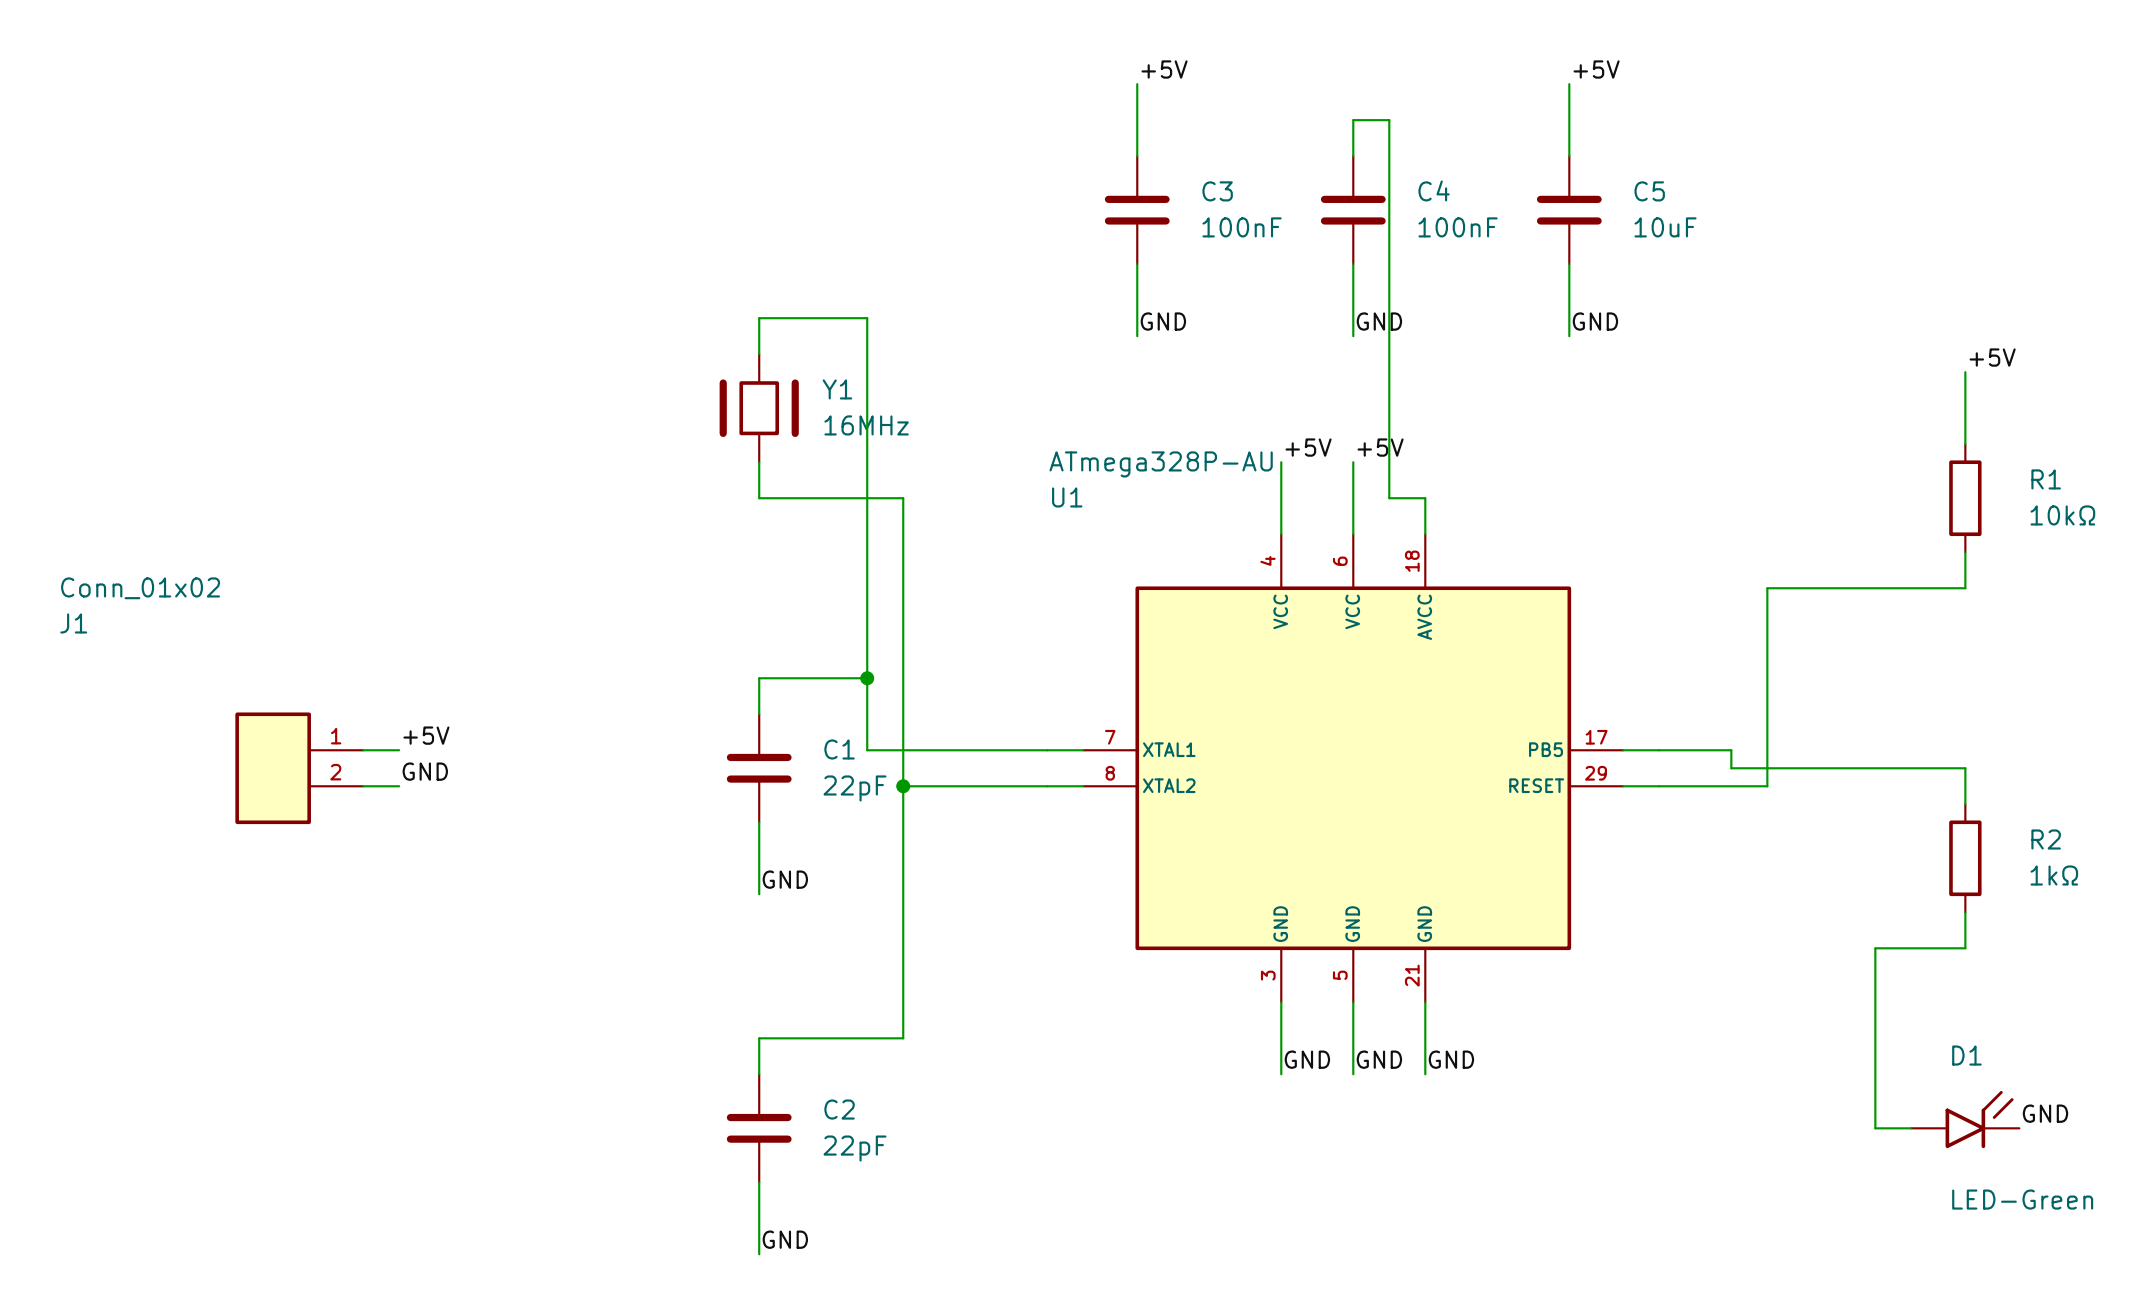 +5V
+5V
C3
100nF
C4
100nF
C5
10uF
GND
GND
GND
+5V
Y1
16MHz
+5V
+5V
ATmega328P-AU
U1
R1
10kΩ
4
6
18
VCC
VCC
AVCC
Conn_01x02
J1
1
+5V
2
GND
C1
22pF
GND
7
XTAL1
8
XTAL2
PB5
17
RESET
29
R2
1kΩ
GND
GND
GND
3
5
21
GND
GND
GND
D1
GND
LED-Green
C2
22pF
GND